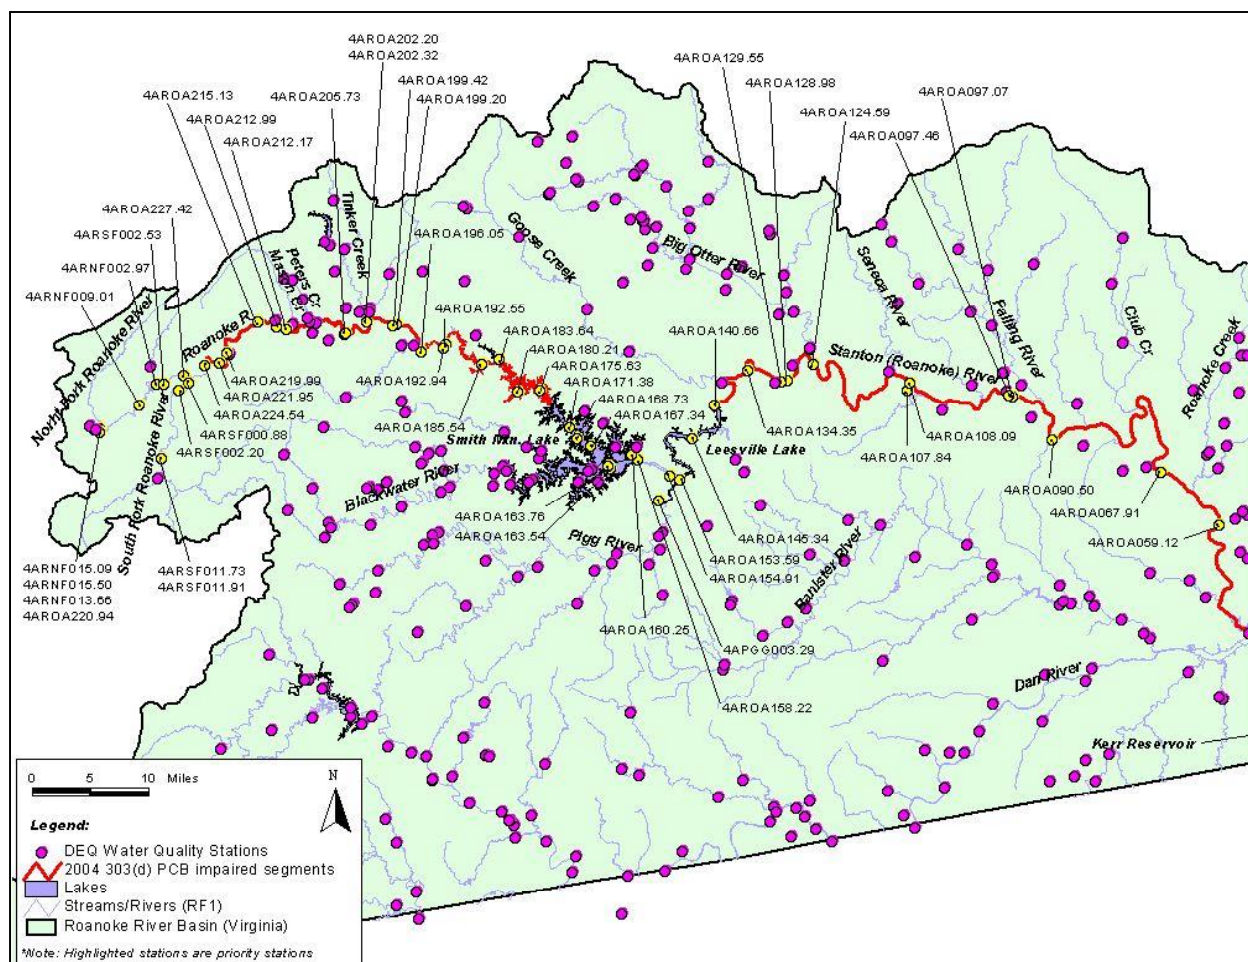 4AROA202.20
4AROA202.32
4AROA129.55
4AROA128.98
4AROA097.07
4AROA199.42
4AROA199.20
4AROA215.13
4AROA205.73
4AROA212.99
4AROA212.17
4AROA124.59
4AROA097.46
4AROA227.42
4ARSF002.53
4ARNF002.97
4ARNF009.01
Tinker Creek
Peters Cr
Mason Cr
4AROA196.05
Goose Creek
Big Otter River
Seneca River
Falling River
Club Cr
Roanoke Creek
North Fork Roanoke River
Roanoke R
4AROA192.55
4AROA183.64
4AROA180.21
4AROA175.63
4AROA171.38
4AROA168.73
4AROA167.34
4AROA140.66
Stanton (Roanoke) River
4AROA192.94
4AROA219.99
4AROA221.95
4AROA224.54
4ARSF000.88
4ARSF002.20
4AROA185.54
Smith Mtn. Lake
Leesville Lake
4AROA134.35
4AROA108.09
4AROA107.84
4AROA090.50
4AROA067.91
4AROA059.12
South Fork Roanoke River
Blackwater River
4AROA163.76
4AROA163.54
Pigg River
4AROA145.34
4AROA153.59
4AROA154.91
Banister River
4ARNF015.09
4ARNF015.50
4ARNF013.66
4AROA220.94
4ARSF011.73
4ARSF011.91
4AROA160.25
4APGG003.29
4AROA158.22
Dan River
Kerr Reservoir
0 5 10 Miles
N
Legend:
DEQ Water Quality Stations
2004 303(d) PCB impaired segments
Lakes
Streams/Rivers (RF1)
Roanoke River Basin (Virginia)
*Note: Highlighted stations are priority stations